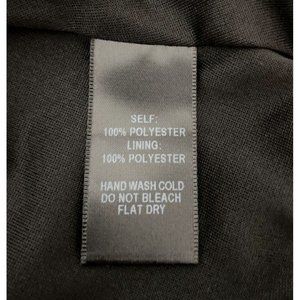 SELF:
100% POLYESTER
LINING:
100% POLYESTER
HAND WASH COLD
DO NOT BLEACH
FLAT DRY